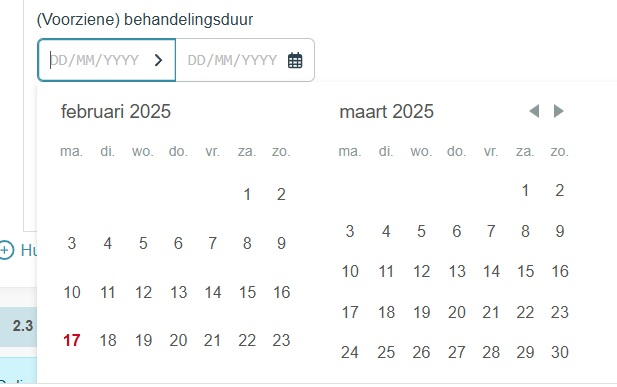 (Voorziene) behandelingsduur
DD/MM/YYYY DD/MM/YYYY
februari 2025
ma. di. wo. do. vr. za. zo.
1 2
3 4 5 6 7 8 9
10 11 12 13 14 15 16
17 18 19 20 21 22 23
maart 2025
ma. di. wo. do. vr. za. zo.
1 2
3 4 5 6 7 8 9
10 11 12 13 14 15 16
17 18 19 20 21 22 23
24 25 26 27 28 29 30
Hu
2.3